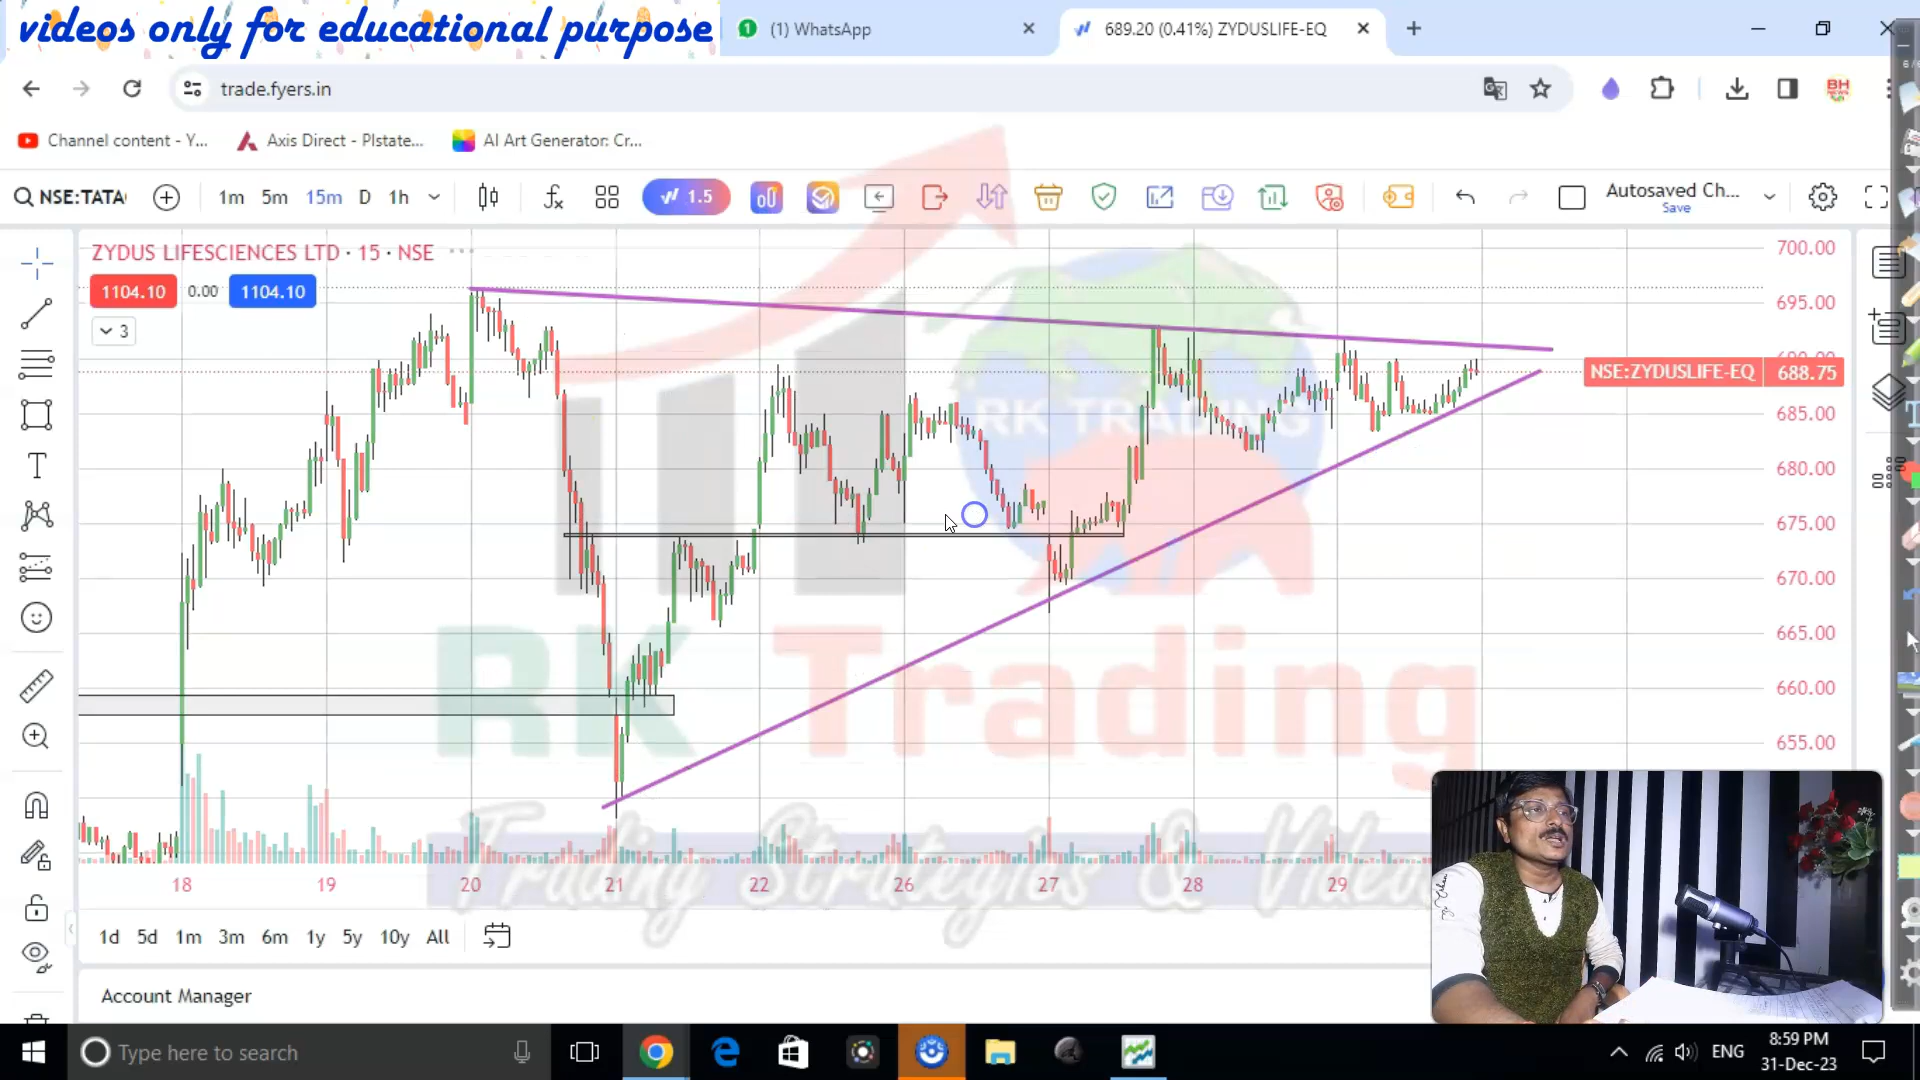 videos only for educational purpose
(1) WhatsApp
689.20 (0.41%) ZYDUSLIFE-EQ
trade.fyers.in
Channel content - Y...
Axis Direct - Plstate...
AI Art Generator: Cr...
NSE:TATA
1m 5m 15m D 1h
1.5
Autosaved Ch...
Save
ZYDUS LIFESCIENCES LTD · 15 · NSE
1104.10 0.00 1104.10
3
700.00
695.00
NSE:ZYDUSLIFE-EQ 688.75
685.00
680.00
675.00
670.00
665.00
660.00
655.00
RK TRADING
RK Trading
Trading Strategies &
18 19 20 21 22 26 27 28 29
1d 5d 1m 3m 6m 1y 5y 10y All
Account Manager
Type here to search
ENG
8:59 PM
31-Dec-23